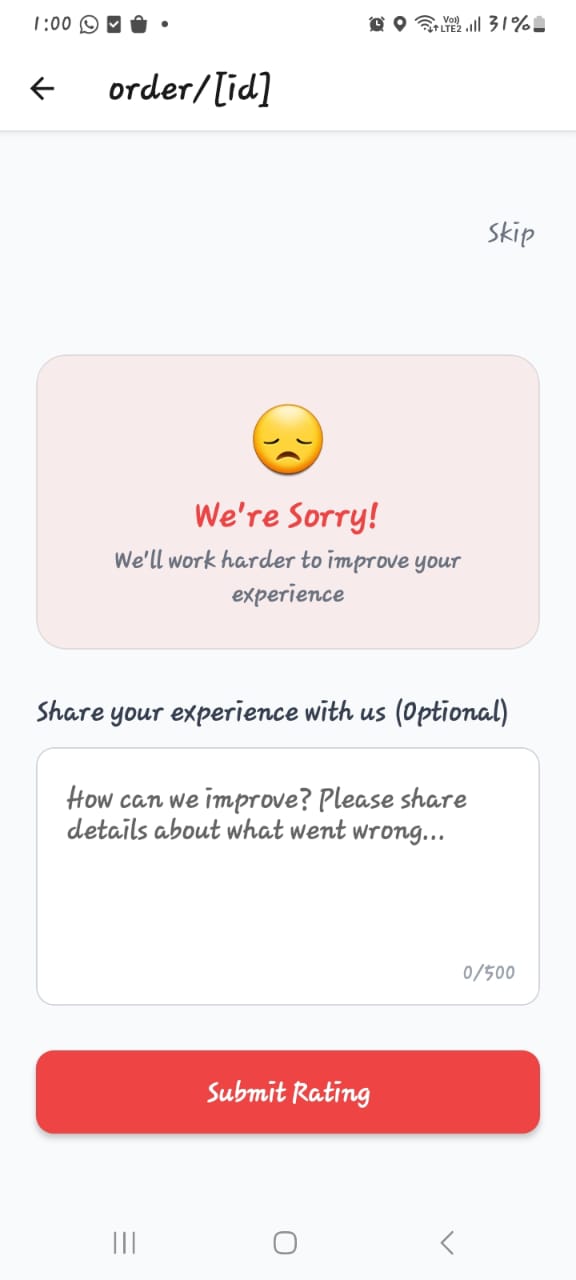 1:00
Vo)) LTE2 31%
order/[id]
Skip
We're Sorry!
We'll work harder to improve your
experience
Share your experience with us (Optional)
How can we improve? Please share
details about what went wrong...
0/500
Submit Rating